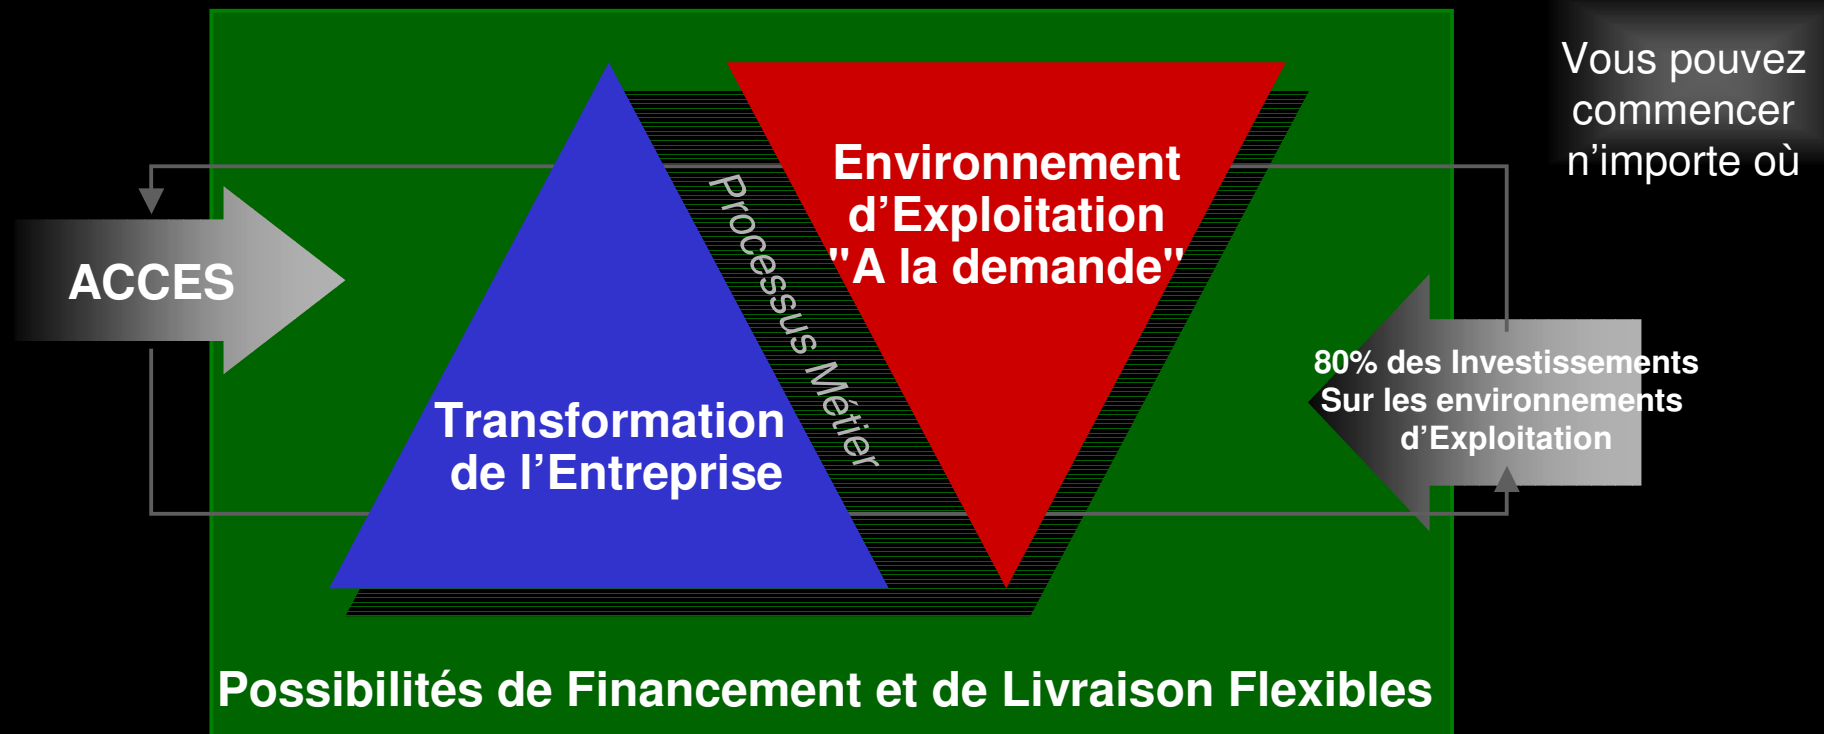 Vous pouvez
commencer
n’importe où
Environnement
d’Exploitation
"A la demande"
Processus Métier
ACCES
80% des Investissements
Sur les environnements
d’Exploitation
Transformation
de l’Entreprise
Possibilités de Financement et de Livraison Flexibles